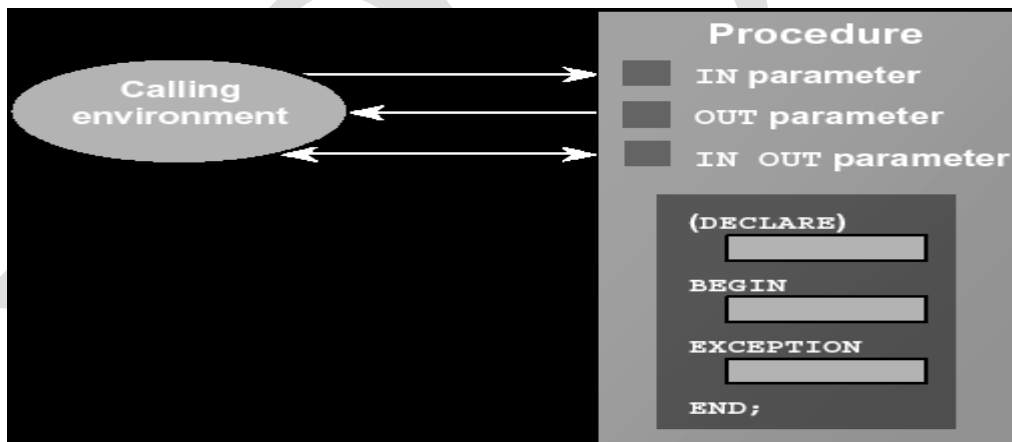 Calling
environment
Procedure
IN parameter
OUT parameter
IN OUT parameter
(DECLARE)
BEGIN
EXCEPTION
END;